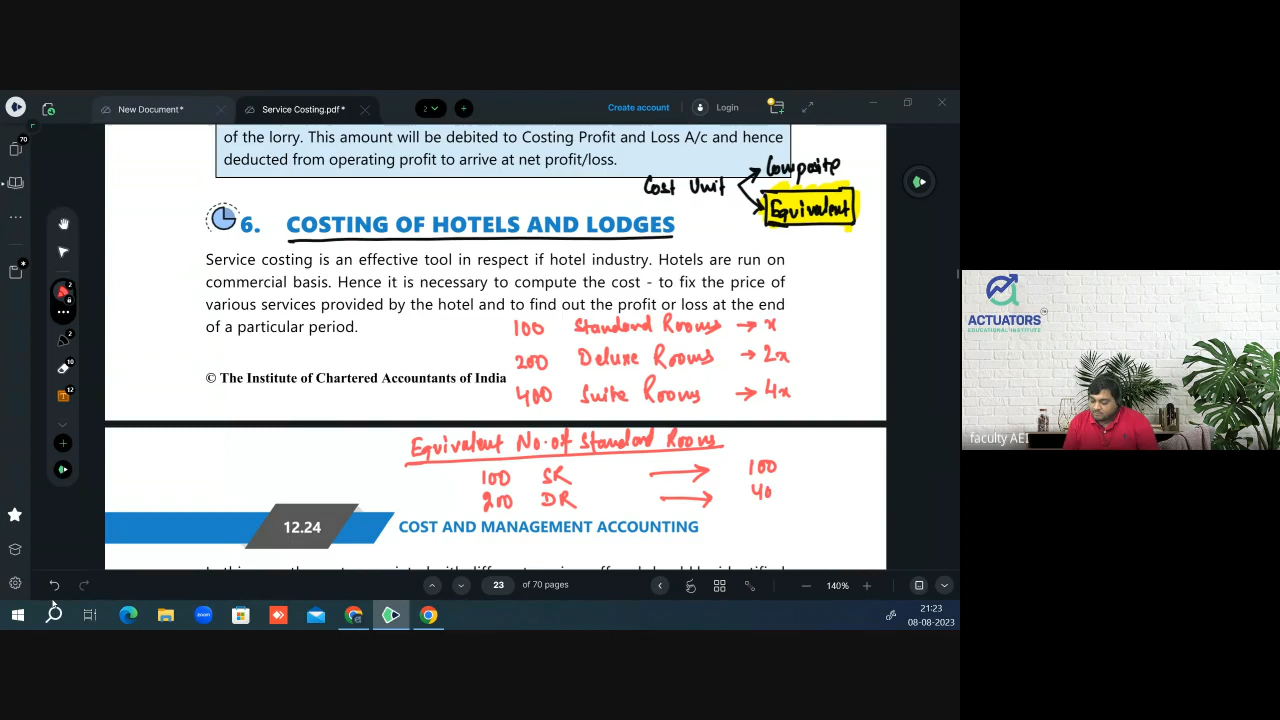 New Document*
Service Costing.pdf *
2
Create account
Login
of the lorry. This amount will be debited to Costing Profit and Loss A/c and hence
deducted from operating profit to arrive at net profit/loss.
Cost Unit
Composite
Equivalent
6. COSTING OF HOTELS AND LODGES
Service costing is an effective tool in respect if hotel industry. Hotels are run on
commercial basis. Hence it is necessary to compute the cost - to fix the price of
various services provided by the hotel and to find out the profit or loss at the end
of a particular period.
100 Standard Rooms → x
200 Deluxe Rooms → 2x
400 Suite Rooms → 4x
© The Institute of Chartered Accountants of India
Equivalent No. of Standard Rooms
100 SR → 100
200 DR → 40
12.24 COST AND MANAGEMENT ACCOUNTING
23 of 70 pages
140%
21:23
08-08-2023
70
2
2
10
12
zoom
ACTUATORS
EDUCATIONAL INSTITUTE
faculty AEI